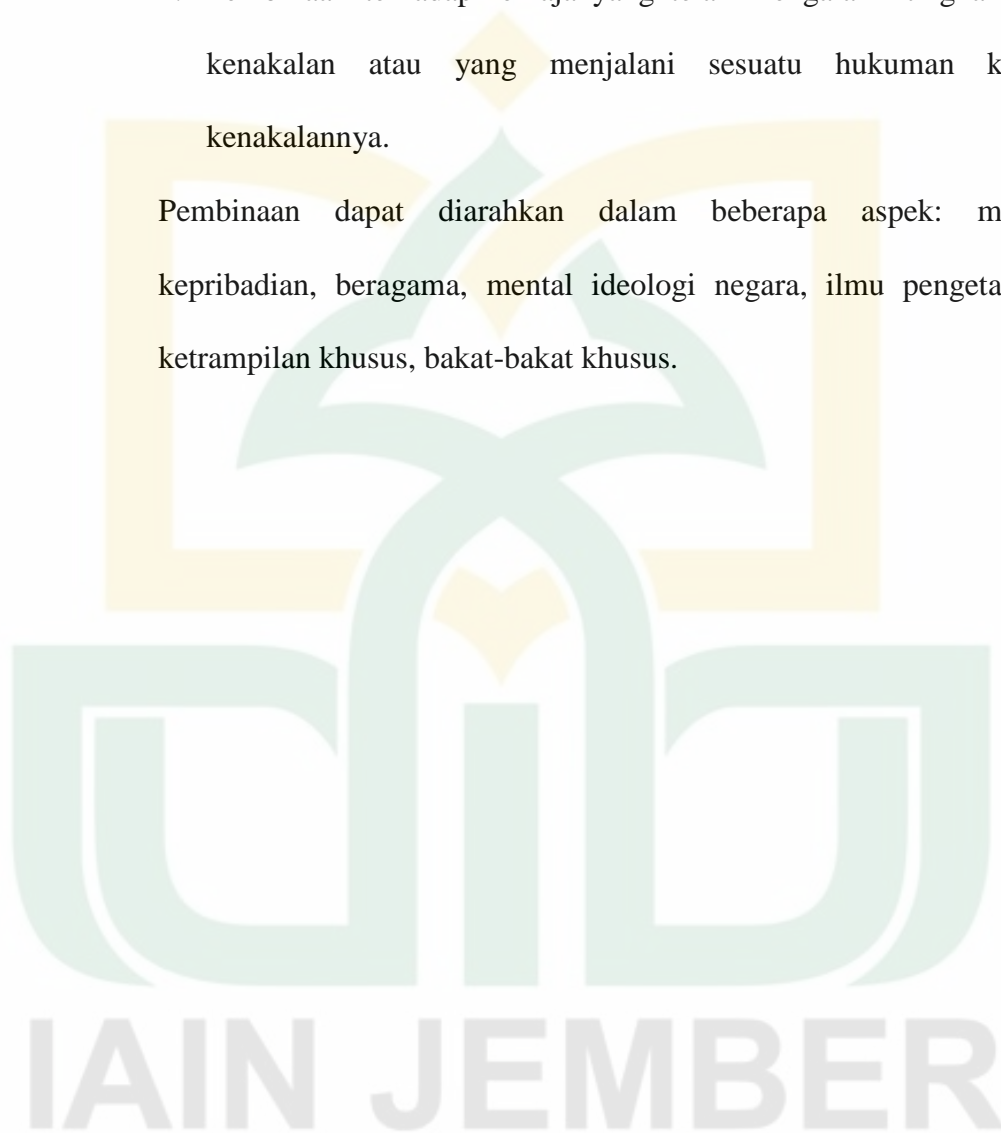 kenakalan atau yang menjalani sesuatu hukuman k
kenakalannya.
Pembinaan dapat diarahkan dalam beberapa aspek: m
kepribadian, beragama, mental ideologi negara, ilmu pengeta
ketrampilan khusus, bakat-bakat khusus.
IAIN JEMBER